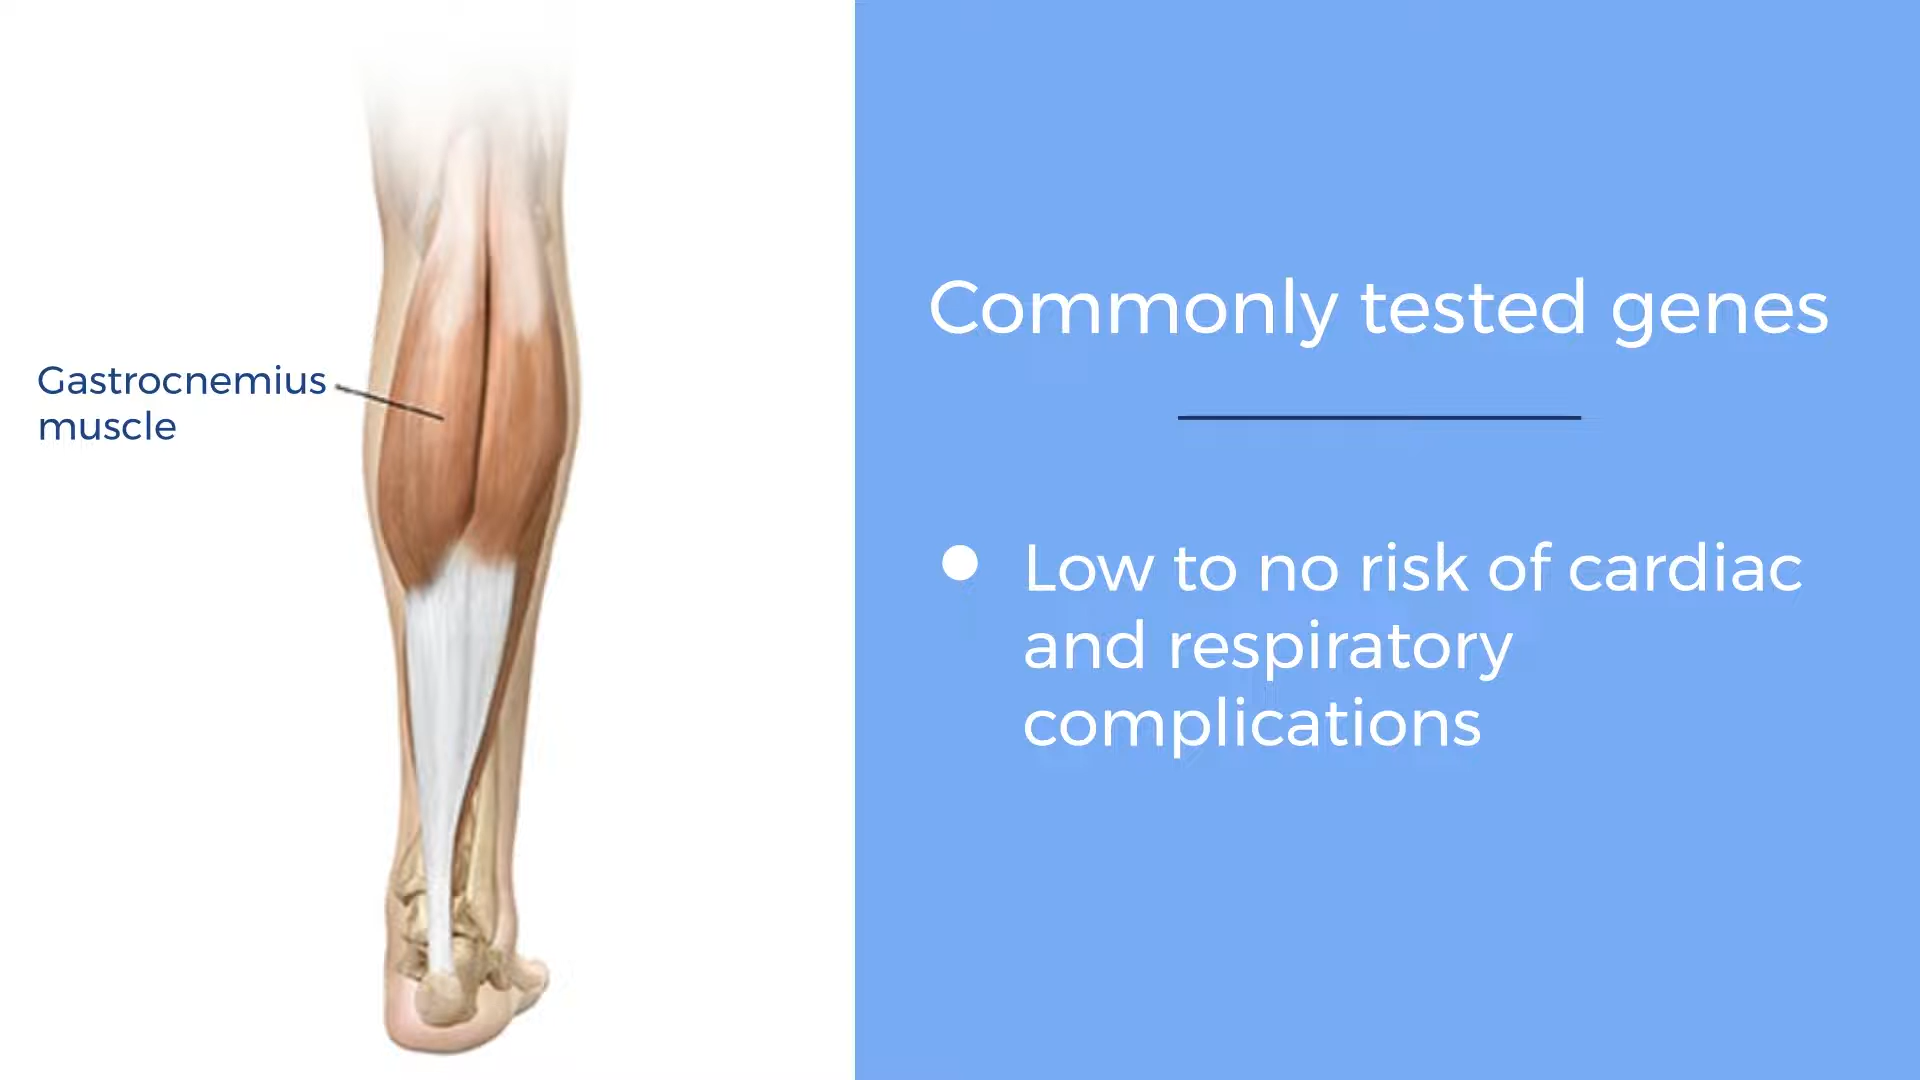 Gastrocnemius
muscle
Commonly tested genes
Low to no risk of cardiac
and respiratory
complications